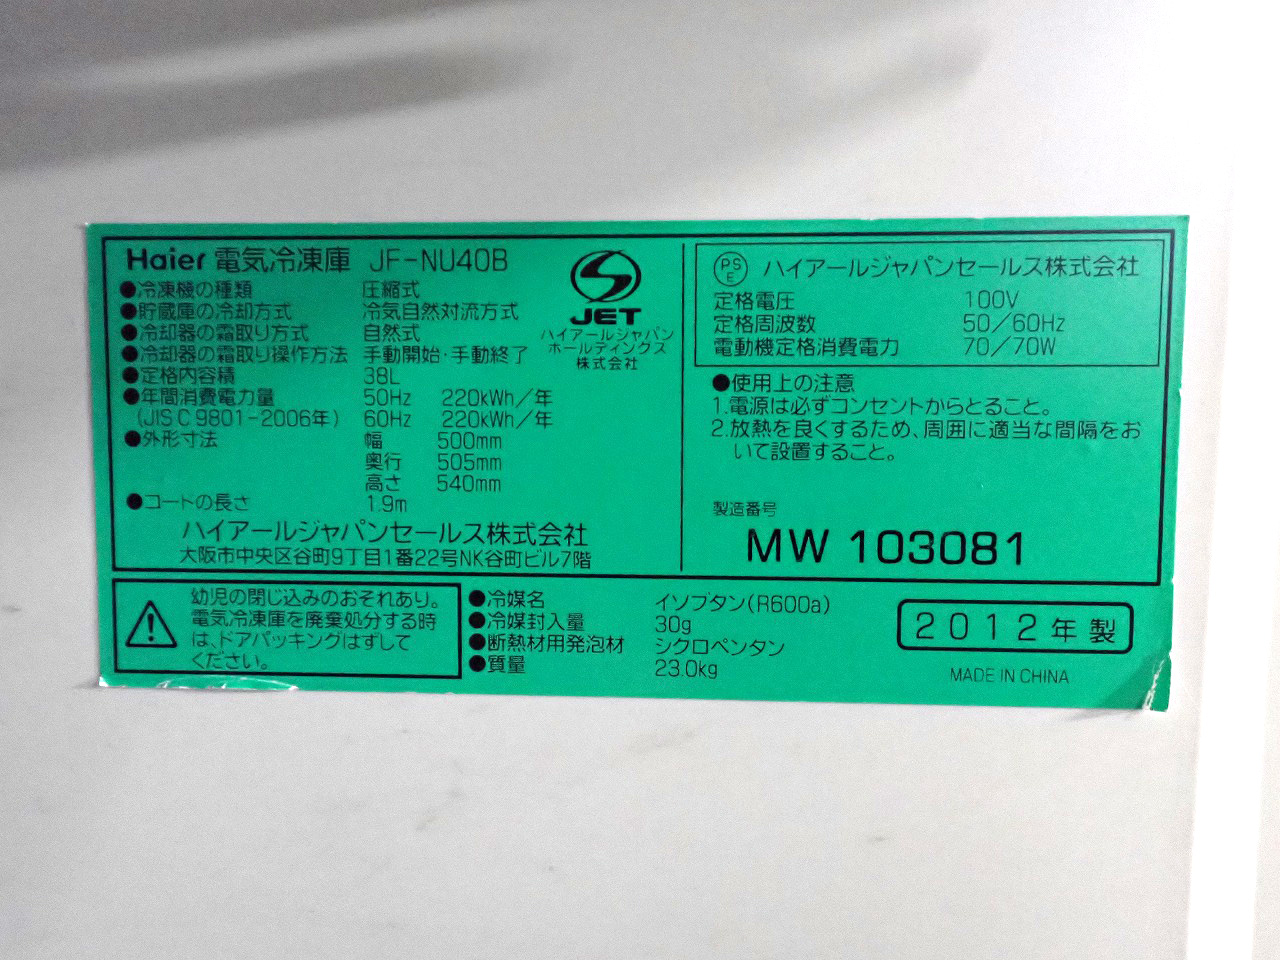 Haier 電気冷凍庫 JF-NU40B
●冷凍機の種類 圧縮式
●貯蔵庫の冷却方式 冷気自然対流方式
●冷却器の霜取り方式 自然式
●冷却器の霜取り操作方法 手動開始・手動終了
●定格内容積 38L
●年間消費電力量 50Hz 220kWh／年
(JIS C 9801-2006年) 60Hz 220kWh／年
●外形寸法 幅 500mm
奥行 505mm
高さ 540mm
●コートの長さ 1.9m
ハイアールジャパンセールス株式会社
大阪市中央区谷町9丁目1番22号NK谷町ビル7階
JET
ハイアールジャパン
ホールディングス
株式会社
PSE ハイアールジャパンセールス株式会社
定格電圧 100V
定格周波数 50／60Hz
電動機定格消費電力 70／70W
●使用上の注意
1.電源は必ずコンセントからとること。
2.放熱を良くするため、周囲に適当な間隔をお
いて設置すること。
製造番号
MW 103081
幼児の閉じ込みのおそれあり。
電気冷凍庫を廃棄処分する時
は、ドアパッキングはずして
ください。
●冷媒名 イソブタン(R600a)
●冷媒封入量 30g
●断熱材用発泡材 シクロペンタン
●質量 23.0kg
2012年製
MADE IN CHINA